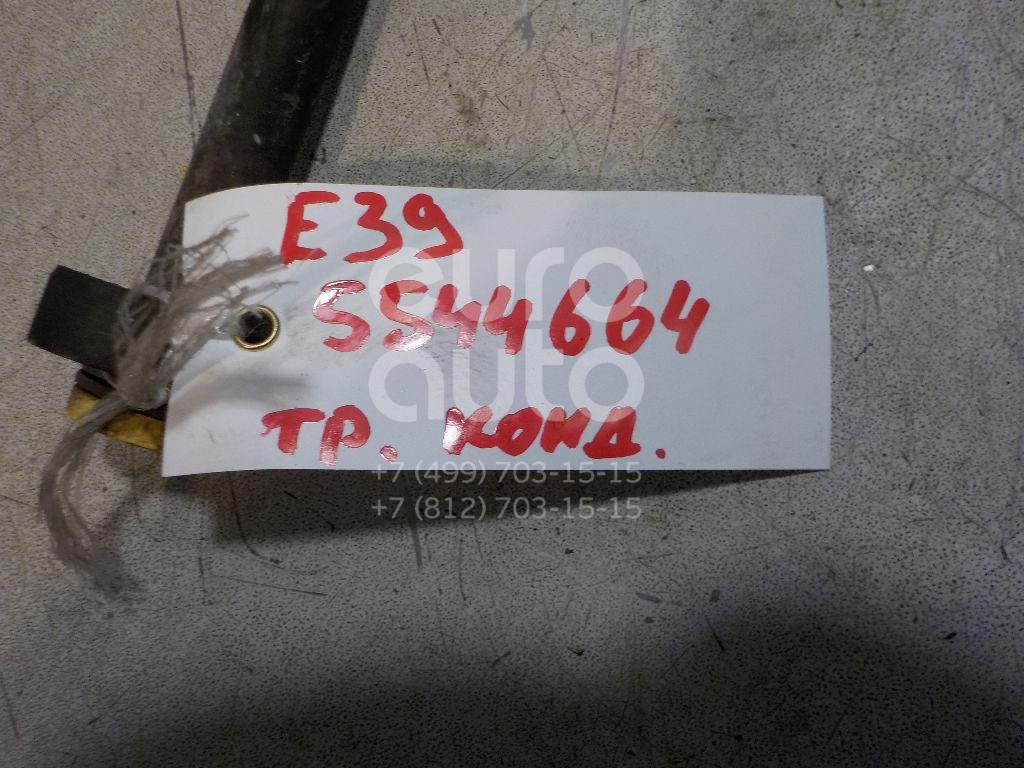 E39
5544664
тр. конд.
euro
auto
+7 (499) 703-15-15
+7 (812) 703-15-15